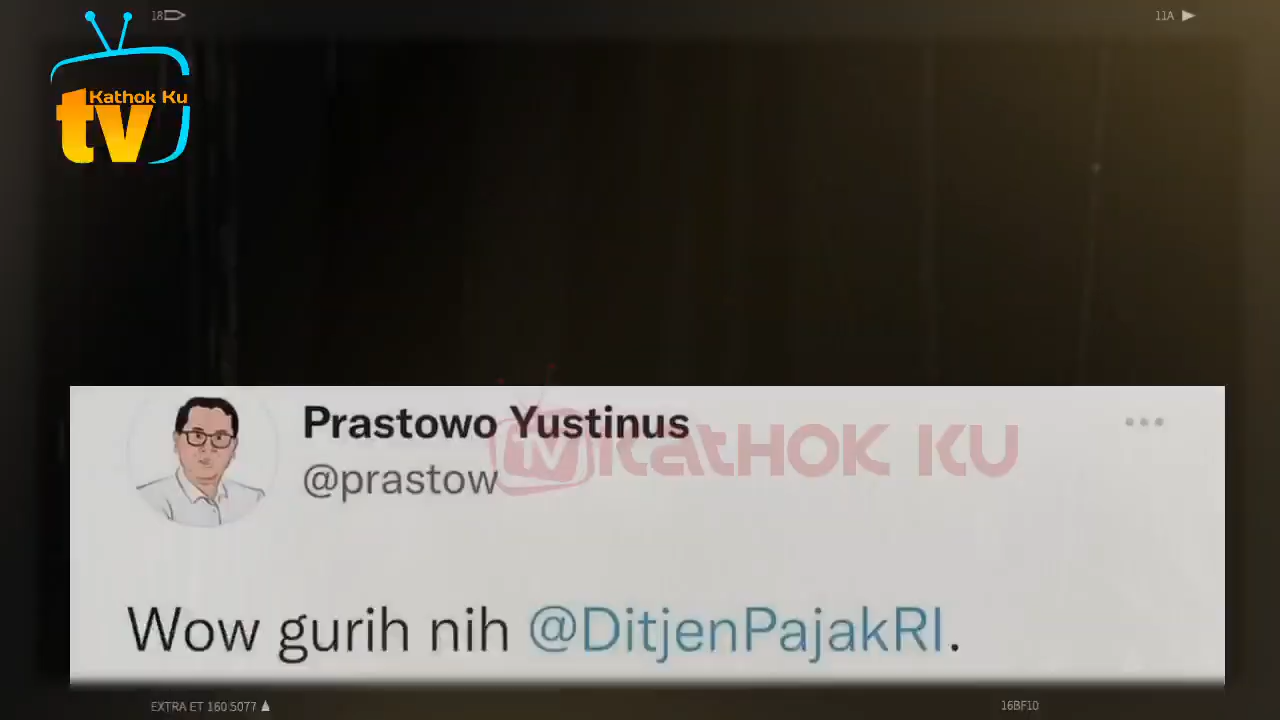 18
11A
Kathok Ku
tv
Prastowo Yustinus
@prastow
tv KatHOK KU
Wow gurih nih @DitjenPajakRI.
EXTRA ET 160:5077
16BF10